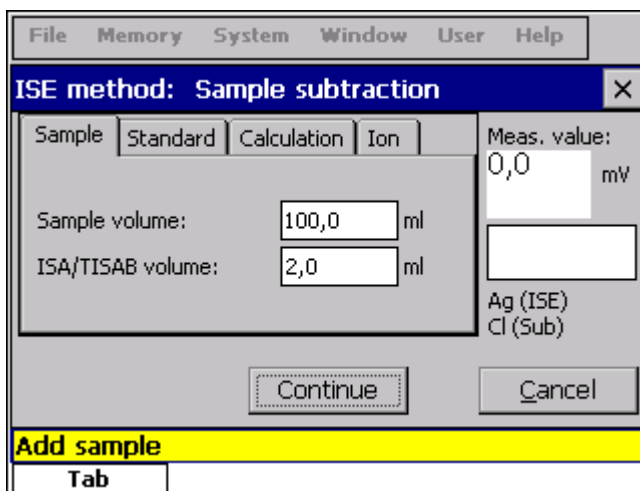 File Memory System Window User Help
ISE method: Sample subtraction
Sample Standard Calculation Ion
Meas. value:
0,0 mV
Sample volume: 100,0 ml
ISA/TISAB volume: 2,0 ml
Ag (ISE)
Cl (Sub)
Continue Cancel
Add sample
Tab